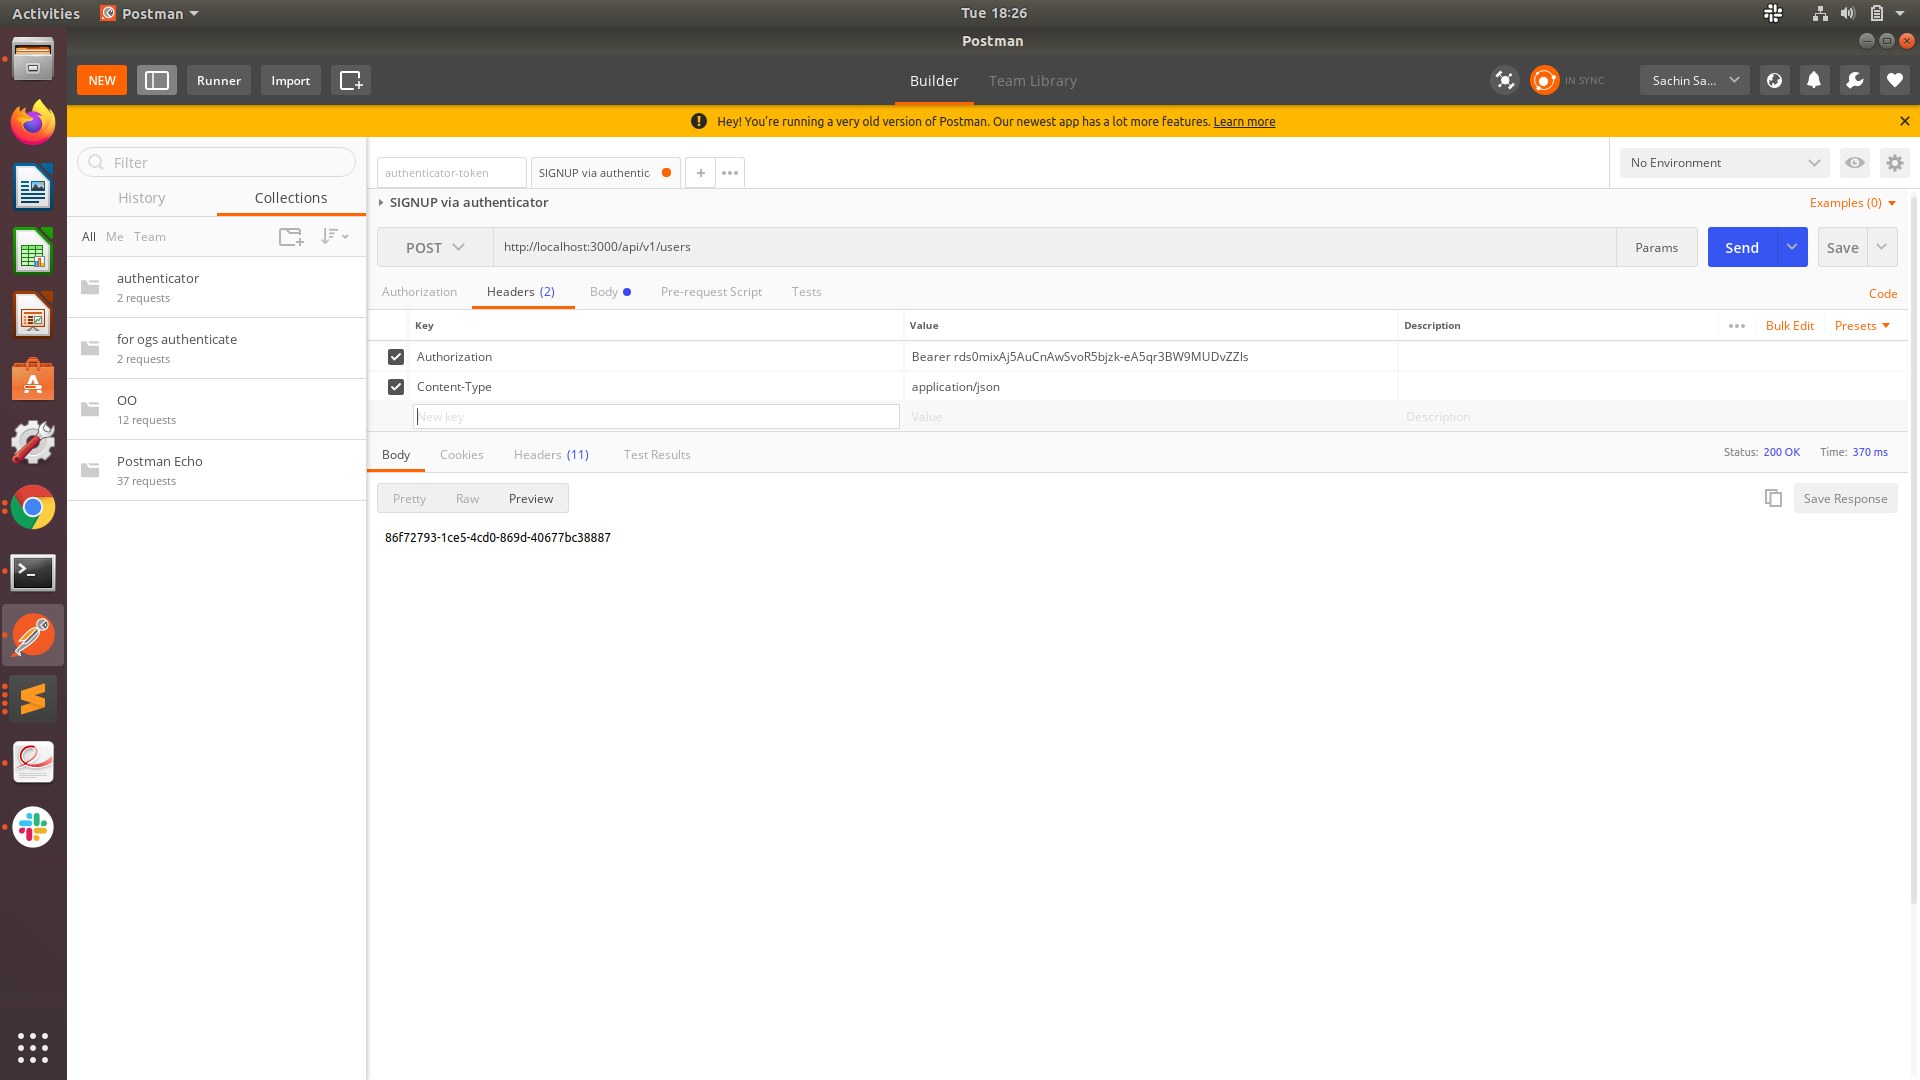 Activities
Postman
Tue 18:26
Postman
NEW
Runner
Import
Builder
Team Library
IN SYNC
Sachin Sa...
Hey! You're running a very old version of Postman. Our newest app has a lot more features. Learn more
Filter
History
Collections
All
Me
Team
authenticator
2 requests
for ogs authenticate
2 requests
OO
12 requests
Postman Echo
37 requests
authenticator-token
SIGNUP via authentic
No Environment
SIGNUP via authenticator
Examples (0)
POST
http://localhost:3000/api/v1/users
Params
Send
Save
Authorization
Headers (2)
Body
Pre-request Script
Tests
Code
Key
Value
Description
Bulk Edit
Presets
Authorization
Bearer rds0mixAj5AuCnAwSvoR5bjzk-eA5qr3BW9MUDvZZls
Content-Type
application/json
New key
Value
Description
Body
Cookies
Headers (11)
Test Results
Status: 200 OK
Time: 370 ms
Pretty
Raw
Preview
Save Response
86f72793-1ce5-4cd0-869d-40677bc38887